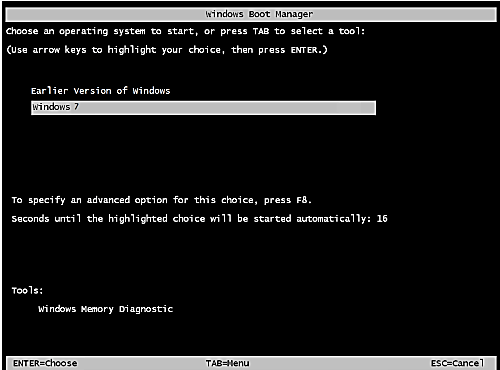 Windows Boot Manager
Choose an operating system to start, or press TAB to select a tool:
(Use arrow keys to highlight your choice, then press ENTER.)
Earlier Version of Windows
Windows 7
To specify an advanced option for this choice, press F8.
Seconds until the highlighted choice will be started automatically: 16
Tools:
Windows Memory Diagnostic
ENTER=Choose TAB=Menu ESC=Cancel